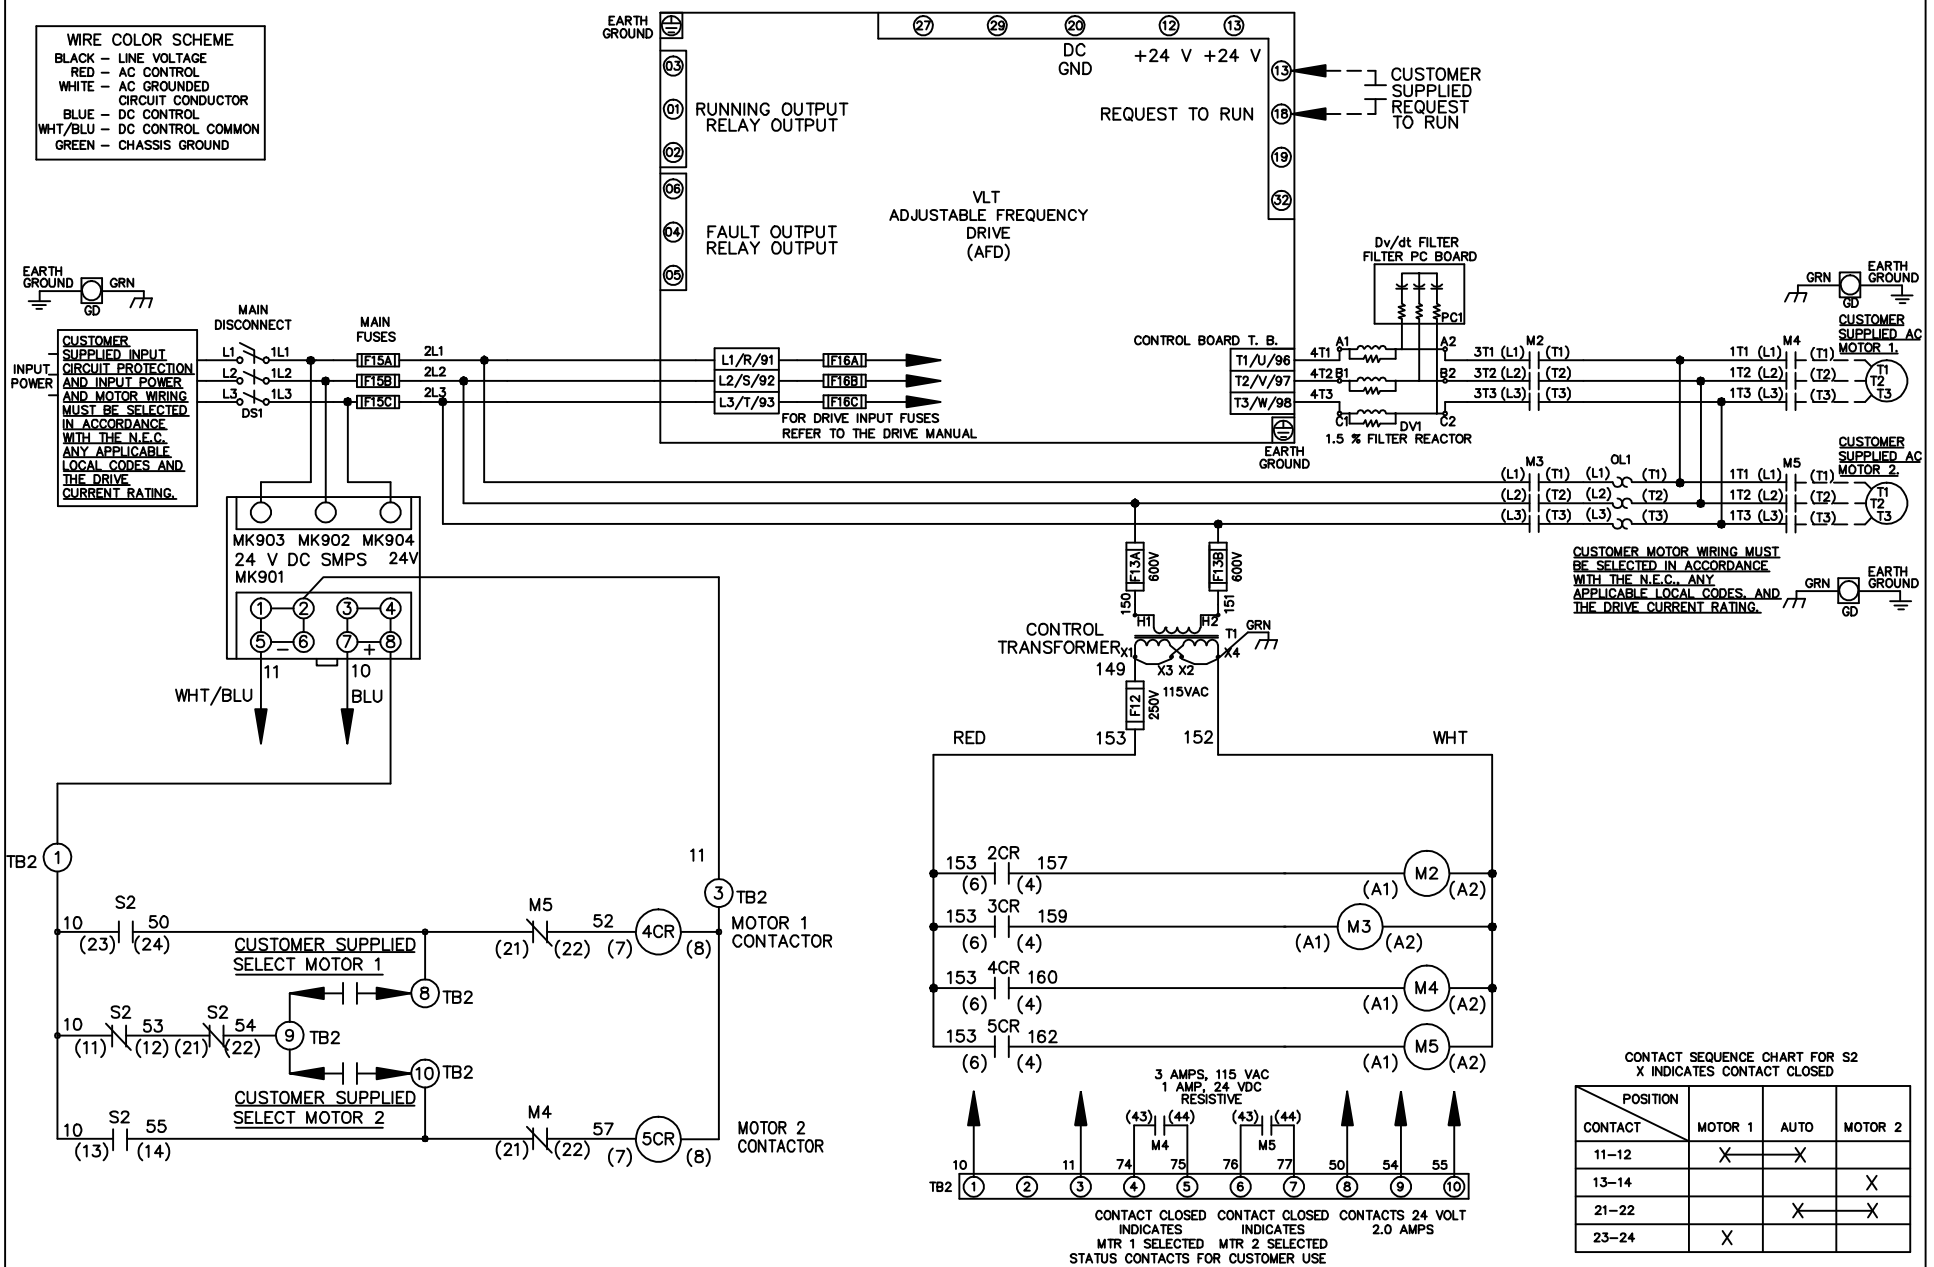 WIRE COLOR SCHEME
BLACK – LINE VOLTAGE
RED – AC CONTROL
WHITE – AC GROUNDED
CIRCUIT CONDUCTOR
BLUE – DC CONTROL
WHT/BLU – DC CONTROL COMMON
GREEN – CHASSIS GROUND
EARTH
GROUND
27 29 20 12 13
DC
GND
+24 V +24 V
03
01
02
RUNNING OUTPUT
RELAY OUTPUT
06
04
05
FAULT OUTPUT
RELAY OUTPUT
VLT
ADJUSTABLE FREQUENCY
DRIVE
(AFD)
REQUEST TO RUN
13
18
19
32
CUSTOMER
SUPPLIED
REQUEST
TO RUN
EARTH
GROUND
GRN
GD
INPUT
POWER
CUSTOMER
SUPPLIED INPUT
CIRCUIT PROTECTION
AND INPUT POWER
AND MOTOR WIRING
MUST BE SELECTED
IN ACCORDANCE
WITH THE N.E.C.
ANY APPLICABLE
LOCAL CODES AND
THE DRIVE
CURRENT RATING.
MAIN
DISCONNECT
L1 1L1
L2 1L2
L3 1L3
DS1
MAIN
FUSES
F15A 2L1
F15B 2L2
F15C 2L3
L1/R/91 F16A
L2/S/92 F16B
L3/T/93 F16C
FOR DRIVE INPUT FUSES
REFER TO THE DRIVE MANUAL
CONTROL BOARD T. B.
T1/U/96 4T1
T2/V/97 4T2
T3/W/98 4T3
EARTH
GROUND
Dv/dt FILTER
FILTER PC BOARD
PC1
A1 A2
B1 B2
C1 C2
DV1
1.5 % FILTER REACTOR
M2
3T1 (L1) (T1)
3T2 (L2) (T2)
3T3 (L3) (T3)
M4
1T1 (L1) (T1)
1T2 (L2) (T2)
1T3 (L3) (T3)
T1
T2
T3
GRN
GD
EARTH
GROUND
CUSTOMER
SUPPLIED AC
MOTOR 1.
M3 OL1
(L1) (T1) (L1) (T1)
(L2) (T2) (L2) (T2)
(L3) (T3) (L3) (T3)
M5
1T1 (L1) (T1)
1T2 (L2) (T2)
1T3 (L3) (T3)
T1
T2
T3
CUSTOMER
SUPPLIED AC
MOTOR 2.
CUSTOMER MOTOR WIRING MUST
BE SELECTED IN ACCORDANCE
WITH THE N.E.C., ANY
APPLICABLE LOCAL CODES, AND
THE DRIVE CURRENT RATING.
GRN
GD
EARTH
GROUND
MK903 MK902 MK904
24 V DC SMPS 24V
MK901
1 2 3 4
5 – 6 7 + 8
11
WHT/BLU
10
BLU
F13A
600V
F13B
600V
150
151
H1 H2
CONTROL
TRANSFORMER
T1
GRN
X1 X3 X2 X4
149
115VAC
F12
250V
153
152
RED
WHT
TB2 1
11
3 TB2
10 S2 50
(23) (24)
CUSTOMER SUPPLIED
SELECT MOTOR 1
8 TB2
M5
(21) (22)
52
(7) 4CR (8)
MOTOR 1
CONTACTOR
10 S2 53 S2 54
(11) (12) (21) (22)
9 TB2
10 TB2
CUSTOMER SUPPLIED
SELECT MOTOR 2
10 S2 55
(13) (14)
M4
(21) (22)
57
(7) 5CR (8)
MOTOR 2
CONTACTOR
153 2CR 157
(6) (4)
(A1) M2 (A2)
153 3CR 159
(6) (4)
(A1) M3 (A2)
153 4CR 160
(6) (4)
(A1) M4 (A2)
153 5CR 162
(6) (4)
(A1) M5 (A2)
3 AMPS, 115 VAC
1 AMP, 24 VDC
RESISTIVE
(43) (44)
M4
(43) (44)
M5
10 11 74 75 76 77 50 54 55
TB2 1 2 3 4 5 6 7 8 9 10
CONTACT CLOSED
INDICATES
MTR 1 SELECTED
CONTACT CLOSED
INDICATES
MTR 2 SELECTED
CONTACTS 24 VOLT
2.0 AMPS
STATUS CONTACTS FOR CUSTOMER USE
CONTACT SEQUENCE CHART FOR S2
X INDICATES CONTACT CLOSED
POSITION
CONTACT MOTOR 1 AUTO MOTOR 2
11–12 X X
13–14 X
21–22 X X
23–24 X